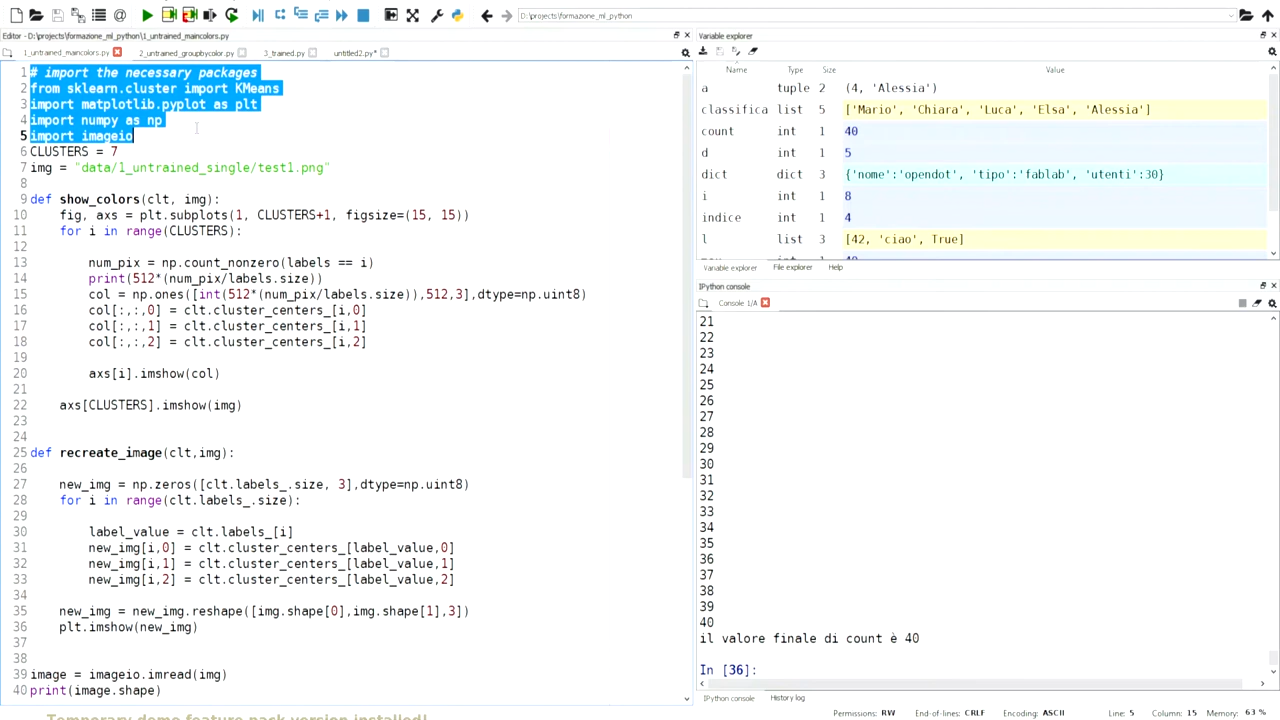 D:\projects\formazione_ml_python
Editor - D:\projects\formazione_ml_python\1_untrained_maincolors.py
1_untrained_maincolors.py
2_untrained_groupbycolor.py
3_trained.py
untitled2.py*
1 # import the necessary packages
2 from sklearn.cluster import KMeans
3 import matplotlib.pyplot as plt
4 import numpy as np
5 import imageio
6 CLUSTERS = 7
7 img = "data/1_untrained_single/test1.png"
8
9 def show_colors(clt, img):
10 fig, axs = plt.subplots(1, CLUSTERS+1, figsize=(15, 15))
11 for i in range(CLUSTERS):
12
13 num_pix = np.count_nonzero(labels == i)
14 print(512*(num_pix/labels.size))
15 col = np.ones([int(512*(num_pix/labels.size)),512,3],dtype=np.uint8)
16 col[:,:,0] = clt.cluster_centers_[i,0]
17 col[:,:,1] = clt.cluster_centers_[i,1]
18 col[:,:,2] = clt.cluster_centers_[i,2]
19
20 axs[i].imshow(col)
21
22 axs[CLUSTERS].imshow(img)
23
24
25 def recreate_image(clt,img):
26
27 new_img = np.zeros([clt.labels_.size, 3],dtype=np.uint8)
28 for i in range(clt.labels_.size):
29
30 label_value = clt.labels_[i]
31 new_img[i,0] = clt.cluster_centers_[label_value,0]
32 new_img[i,1] = clt.cluster_centers_[label_value,1]
33 new_img[i,2] = clt.cluster_centers_[label_value,2]
34
35 new_img = new_img.reshape([img.shape[0],img.shape[1],3])
36 plt.imshow(new_img)
37
38
39 image = imageio.imread(img)
40 print(image.shape)
Temporary demo feature pack version installed!
Variable explorer
Name Type Size Value
a tuple 2 (4, 'Alessia')
classifica list 5 ['Mario', 'Chiara', 'Luca', 'Elsa', 'Alessia']
count int 1 40
d int 1 5
dict dict 3 {'nome':'opendot', 'tipo':'fablab', 'utenti':30}
i int 1 8
indice int 1 4
l list 3 [42, 'ciao', True]
Variable explorer File explorer Help
IPython console
Console 1/A
21
22
23
24
25
26
27
28
29
30
31
32
33
34
35
36
37
38
39
40
il valore finale di count è 40
In [36]:
IPython console History log
Permissions: RW End-of-lines: CRLF Encoding: ASCII Line: 5 Column: 15 Memory: 63 %